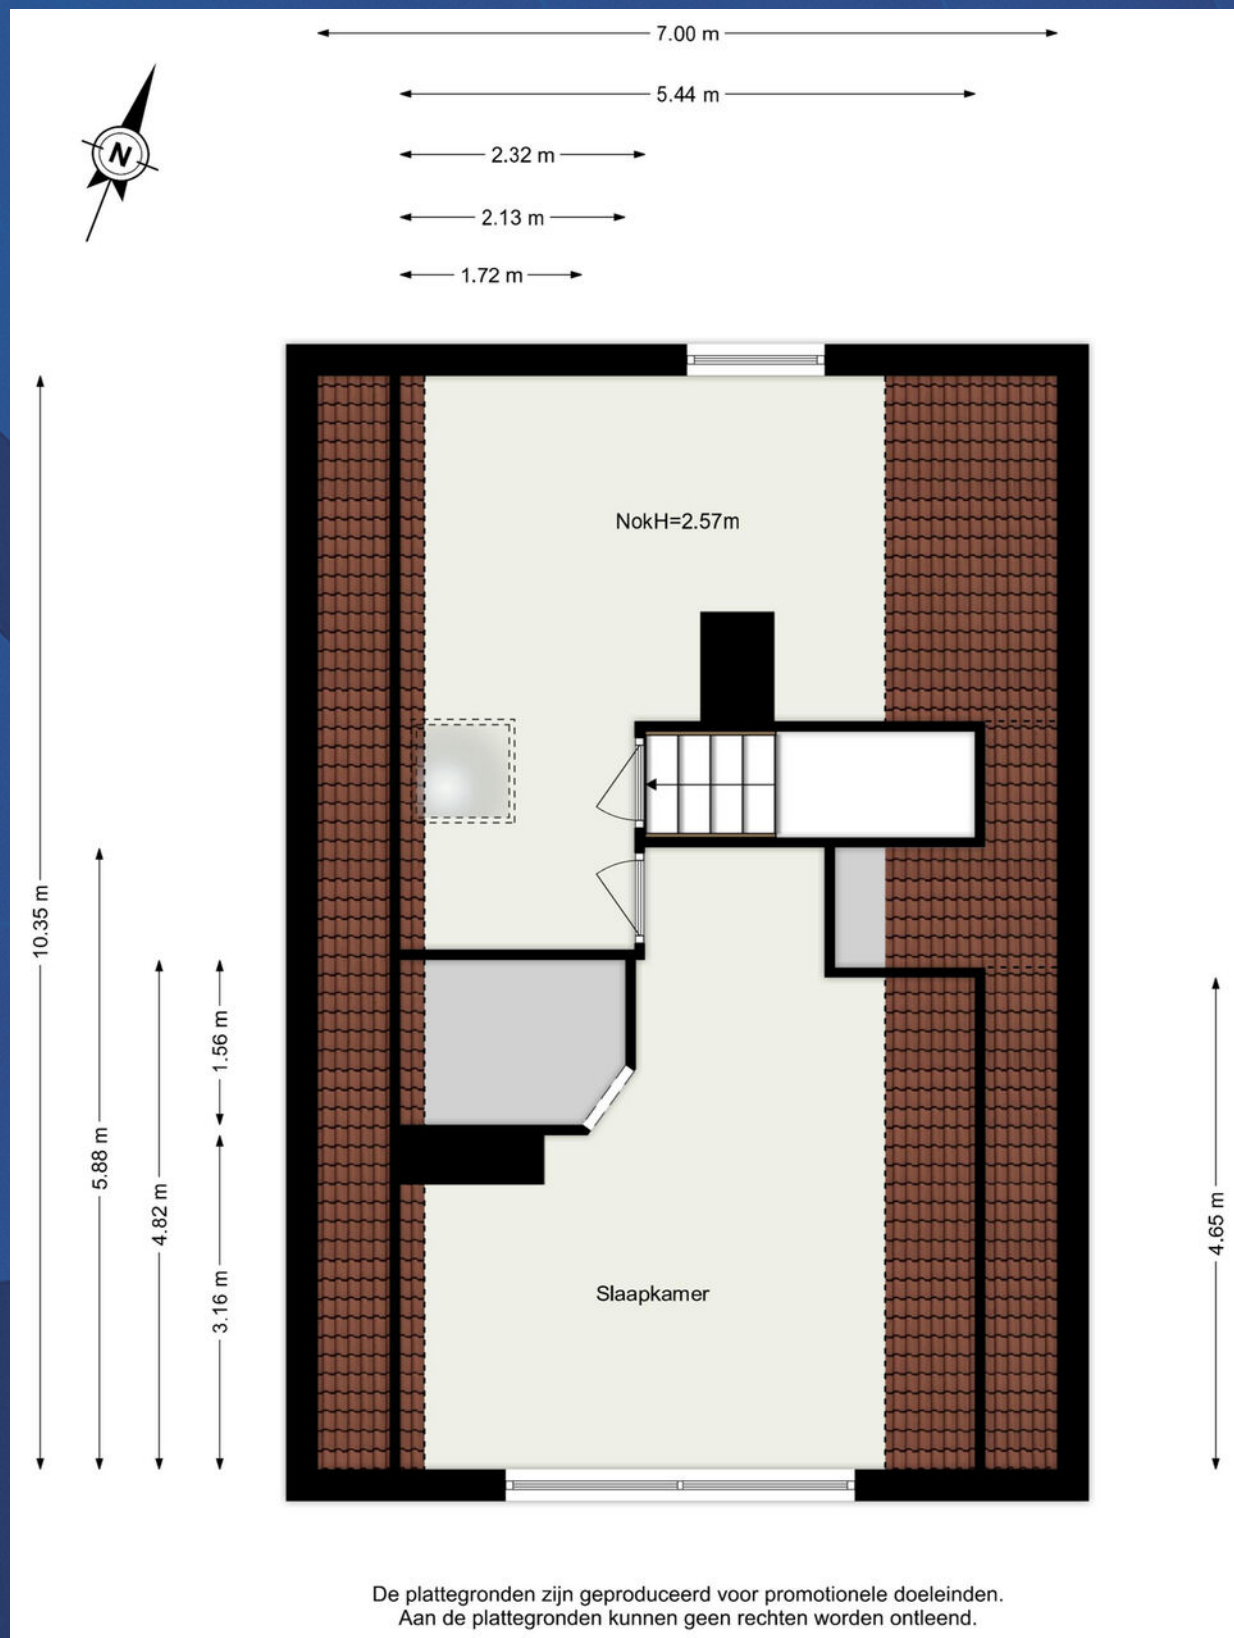 7.00 m
5.44 m
N
2.32 m
2.13 m
1.72 m
NokH=2.57m
10.35 m
5.88 m
4.82 m
1.56 m
3.16 m
4.65 m
Slaapkamer
De plattegronden zijn geproduceerd voor promotionele doeleinden.
Aan de plattegronden kunnen geen rechten worden ontleend.